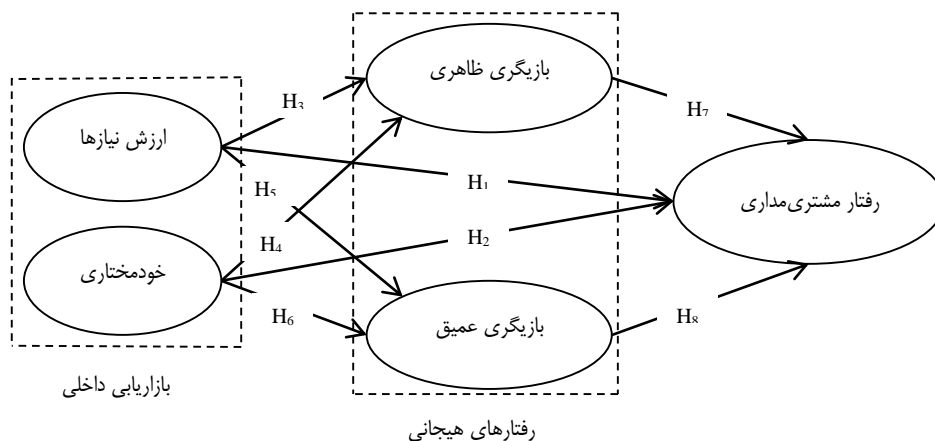 بازیگری ظاهری
H₃
H₇
ارزش نیازها
H₅
H₁
رفتار مشتری‌مداری
H₄
H₂
خودمختاری
H₆
بازیگری عمیق
H₈
بازاریابی داخلی
رفتارهای هیجانی